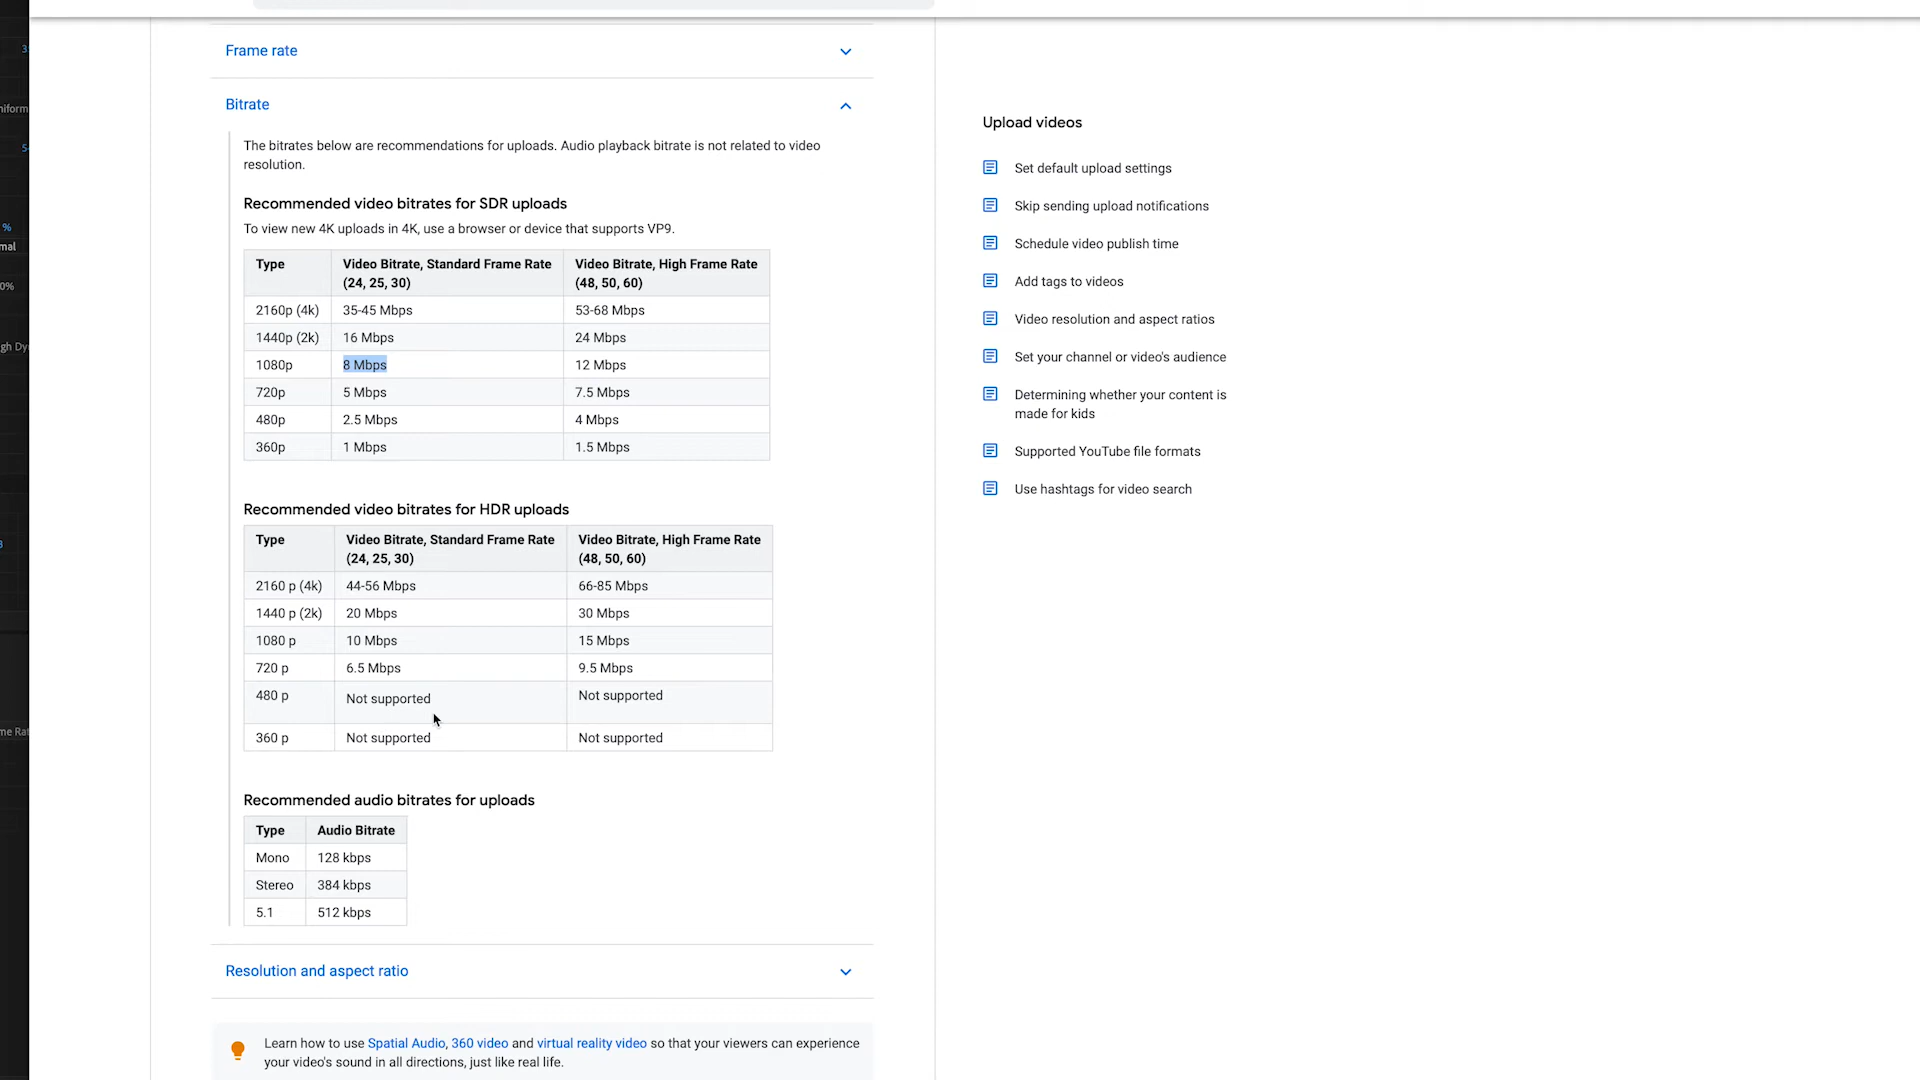 Frame rate
Bitrate
The bitrates below are recommendations for uploads. Audio playback bitrate is not related to video
resolution.
Recommended video bitrates for SDR uploads
To view new 4K uploads in 4K, use a browser or device that supports VP9.
Type Video Bitrate, Standard Frame Rate (24, 25, 30) Video Bitrate, High Frame Rate (48, 50, 60)
2160p (4k) 35-45 Mbps 53-68 Mbps
1440p (2k) 16 Mbps 24 Mbps
1080p 8 Mbps 12 Mbps
720p 5 Mbps 7.5 Mbps
480p 2.5 Mbps 4 Mbps
360p 1 Mbps 1.5 Mbps
Recommended video bitrates for HDR uploads
Type Video Bitrate, Standard Frame Rate (24, 25, 30) Video Bitrate, High Frame Rate (48, 50, 60)
2160 p (4k) 44-56 Mbps 66-85 Mbps
1440 p (2k) 20 Mbps 30 Mbps
1080 p 10 Mbps 15 Mbps
720 p 6.5 Mbps 9.5 Mbps
480 p Not supported Not supported
360 p Not supported Not supported
Recommended audio bitrates for uploads
Type Audio Bitrate
Mono 128 kbps
Stereo 384 kbps
5.1 512 kbps
Resolution and aspect ratio
Learn how to use Spatial Audio, 360 video and virtual reality video so that your viewers can experience
your video's sound in all directions, just like real life.
Upload videos
Set default upload settings
Skip sending upload notifications
Schedule video publish time
Add tags to videos
Video resolution and aspect ratios
Set your channel or video's audience
Determining whether your content is
made for kids
Supported YouTube file formats
Use hashtags for video search